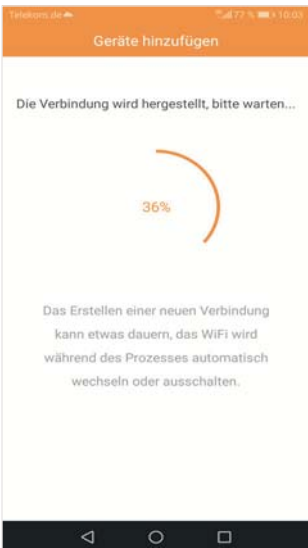 Telekom.de
77 % 10:03
Geräte hinzufügen
Die Verbindung wird hergestellt, bitte warten...
36%
Das Erstellen einer neuen Verbindung
kann etwas dauern, das WiFi wird
während des Prozesses automatisch
wechseln oder ausschalten.